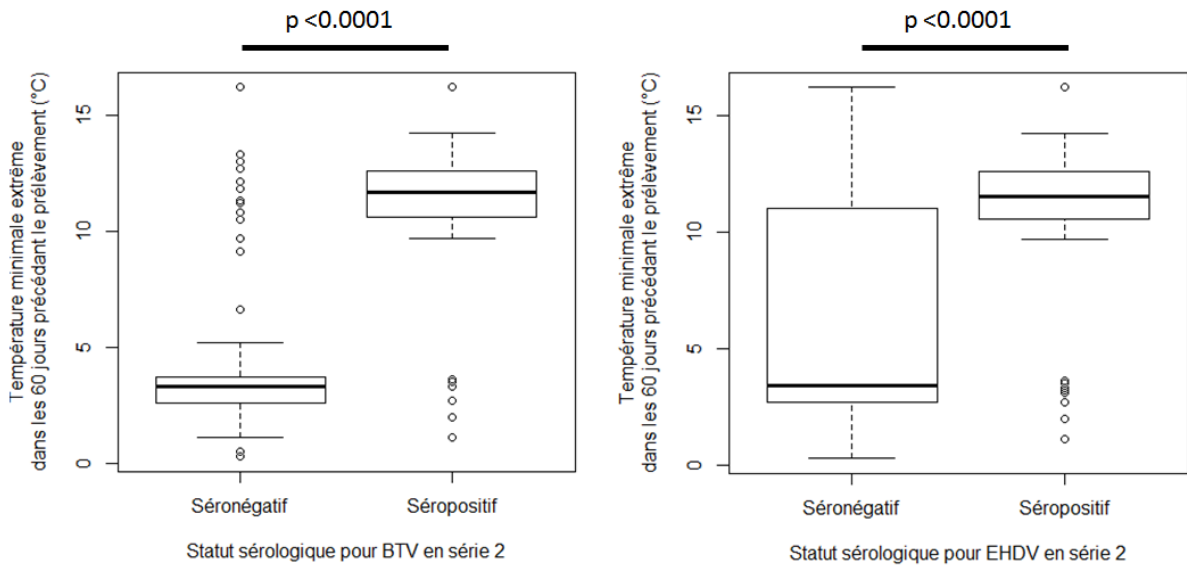 p <0.0001
Température minimale extrême
dans les 60 jours précédant le prélèvement (°C)
15
10
5
0
Séronégatif
Séropositif
Statut sérologique pour BTV en série 2
p <0.0001
Température minimale extrême
dans les 60 jours précédant le prélèvement (°C)
15
10
5
0
Séronégatif
Séropositif
Statut sérologique pour EHDV en série 2